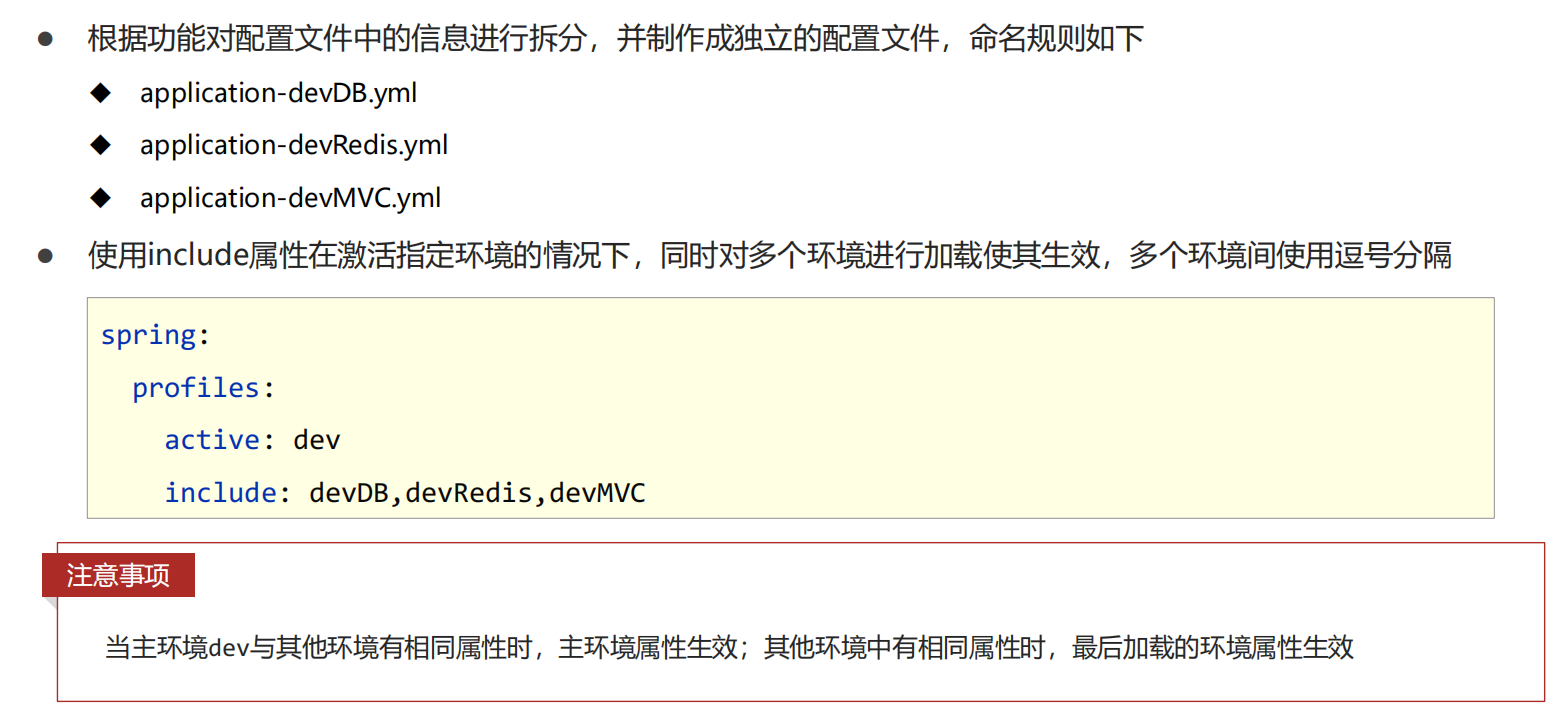 ● 根据功能对配置文件中的信息进行拆分，并制作成独立的配置文件，命名规则如下
◆ application-devDB.yml
◆ application-devRedis.yml
◆ application-devMVC.yml
● 使用include属性在激活指定环境的情况下，同时对多个环境进行加载使其生效，多个环境间使用逗号分隔
spring:
  profiles:
    active: dev
    include: devDB,devRedis,devMVC
注意事项
当主环境dev与其他环境有相同属性时，主环境属性生效；其他环境中有相同属性时，最后加载的环境属性生效